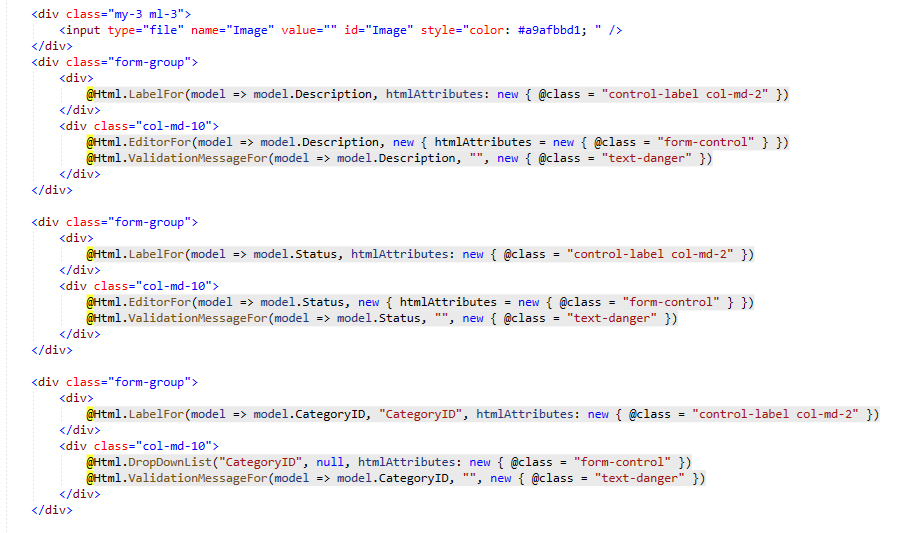 <div class="my-3 ml-3">
<input type="file" name="Image" value="" id="Image" style="color: #a9afbbd1; " />
</div>
<div class="form-group">
<div>
@Html.LabelFor(model => model.Description, htmlAttributes: new { @class = "control-label col-md-2" })
</div>
<div class="col-md-10">
@Html.EditorFor(model => model.Description, new { htmlAttributes = new { @class = "form-control" } })
@Html.ValidationMessageFor(model => model.Description, "", new { @class = "text-danger" })
</div>
</div>
<div class="form-group">
<div>
@Html.LabelFor(model => model.Status, htmlAttributes: new { @class = "control-label col-md-2" })
</div>
<div class="col-md-10">
@Html.EditorFor(model => model.Status, new { htmlAttributes = new { @class = "form-control" } })
@Html.ValidationMessageFor(model => model.Status, "", new { @class = "text-danger" })
</div>
</div>
<div class="form-group">
<div>
@Html.LabelFor(model => model.CategoryID, "CategoryID", htmlAttributes: new { @class = "control-label col-md-2" })
</div>
<div class="col-md-10">
@Html.DropDownList("CategoryID", null, htmlAttributes: new { @class = "form-control" })
@Html.ValidationMessageFor(model => model.CategoryID, "", new { @class = "text-danger" })
</div>
</div>